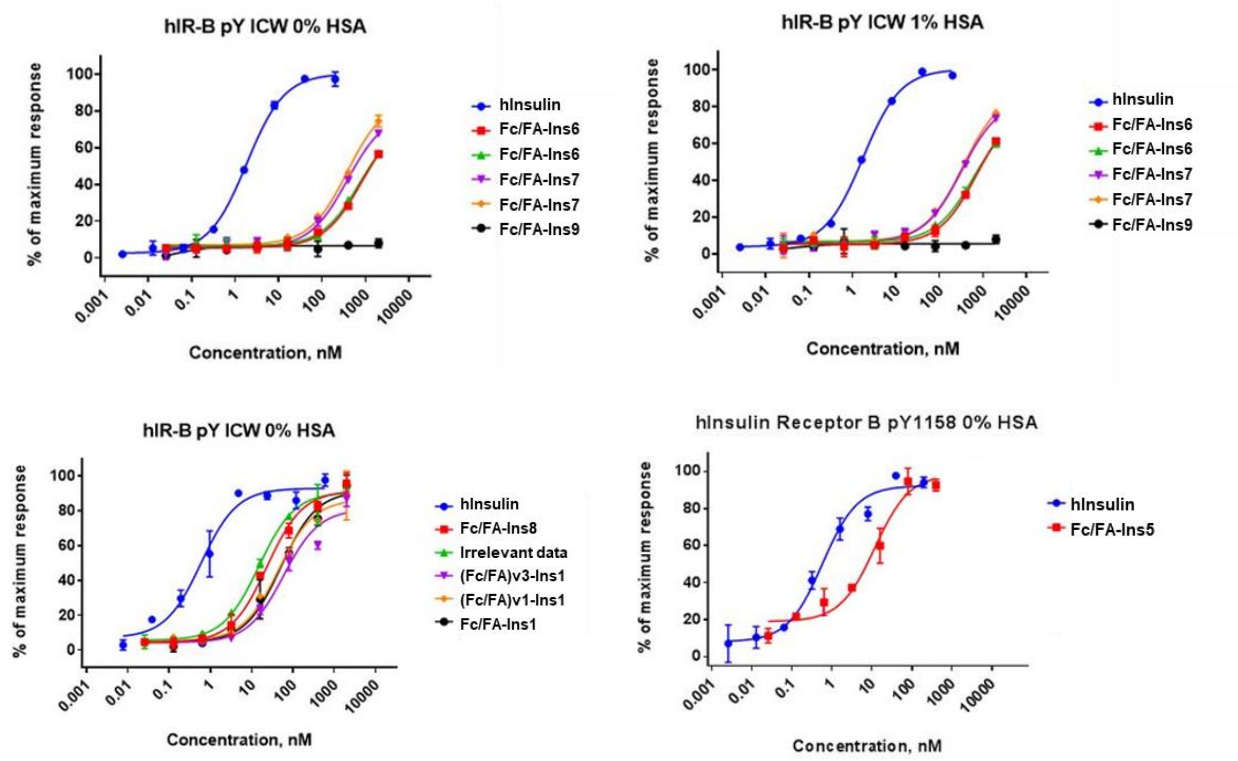 hIR-B pY ICW 0% HSA
% of maximum response
100
80
60
40
20
0
0.001
0.01
0.1
1
10
100
1000
10000
Concentration, nM
hInsulin
Fc/FA-Ins6
Fc/FA-Ins6
Fc/FA-Ins7
Fc/FA-Ins7
Fc/FA-Ins9
hIR-B pY ICW 1% HSA
% of maximum response
100
80
60
40
20
0
0.001
0.01
0.1
1
10
100
1000
10000
Concentration, nM
hInsulin
Fc/FA-Ins6
Fc/FA-Ins6
Fc/FA-Ins7
Fc/FA-Ins7
Fc/FA-Ins9
hIR-B pY ICW 0% HSA
% of maximum response
100
80
60
40
20
0
0.001
0.01
0.1
1
10
100
1000
10000
Concentration, nM
hInsulin
Fc/FA-Ins8
Irrelevant data
(Fc/FA)v3-Ins1
(Fc/FA)v1-Ins1
Fc/FA-Ins1
hInsulin Receptor B pY1158 0% HSA
% of maximum response
100
80
60
40
20
0
0.001
0.01
0.1
1
10
100
1000
10000
Concentration, nM
hInsulin
Fc/FA-Ins5